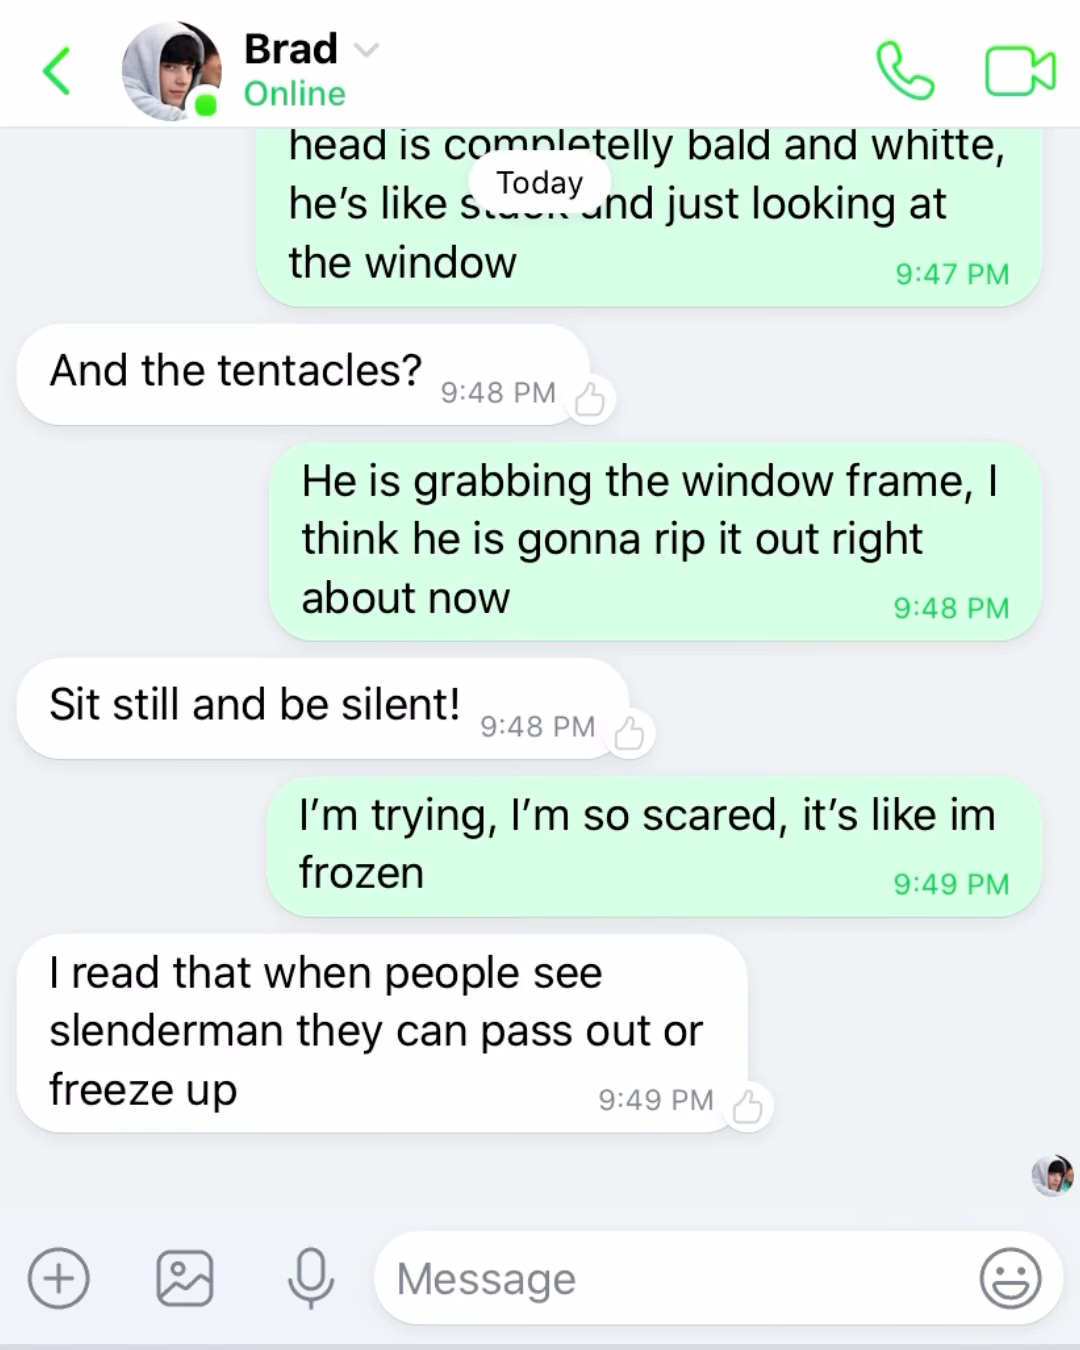 Brad
Online
head is completelly bald and whitte,
Today
he's like stuck and just looking at
the window
9:47 PM
And the tentacles?
9:48 PM
He is grabbing the window frame, I
think he is gonna rip it out right
about now
9:48 PM
Sit still and be silent!
9:48 PM
I'm trying, I'm so scared, it's like im
frozen
9:49 PM
I read that when people see
slenderman they can pass out or
freeze up
9:49 PM
Message